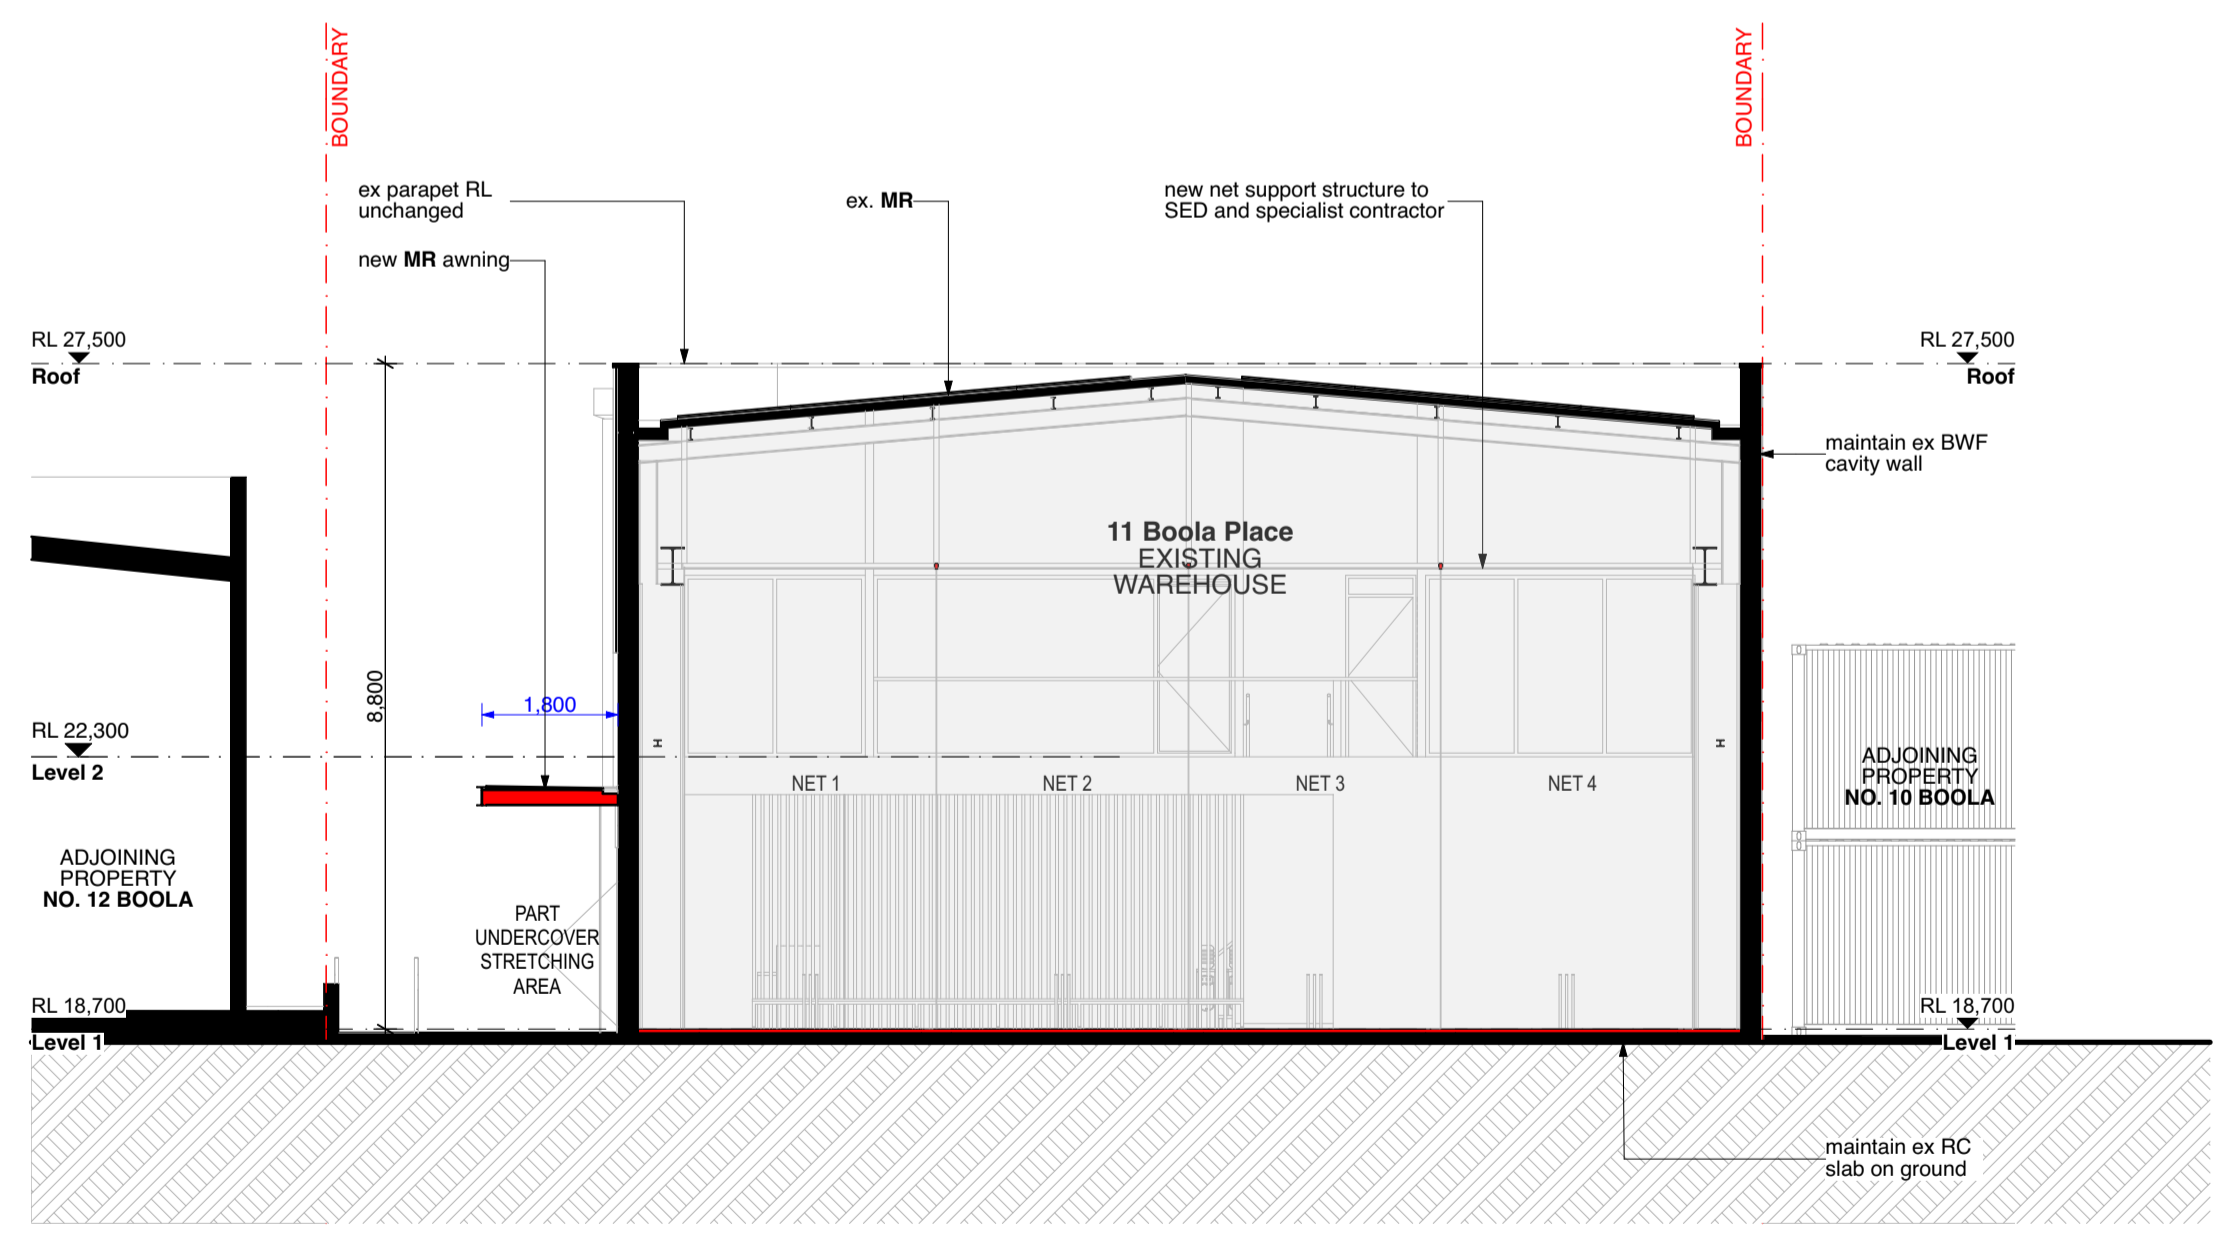 BOUNDARY
BOUNDARY
ex parapet RL
unchanged
ex. MR
new net support structure to
SED and specialist contractor
new MR awning
RL 27,500
Roof
RL 27,500
Roof
maintain ex BWF
cavity wall
11 Boola Place
EXISTING
WAREHOUSE
8,800
1,800
RL 22,300
Level 2
NET 1
NET 2
NET 3
NET 4
ADJOINING
PROPERTY
NO. 10 BOOLA
ADJOINING
PROPERTY
NO. 12 BOOLA
PART
UNDERCOVER
STRETCHING
AREA
RL 18,700
Level 1
RL 18,700
Level 1
maintain ex RC
slab on ground